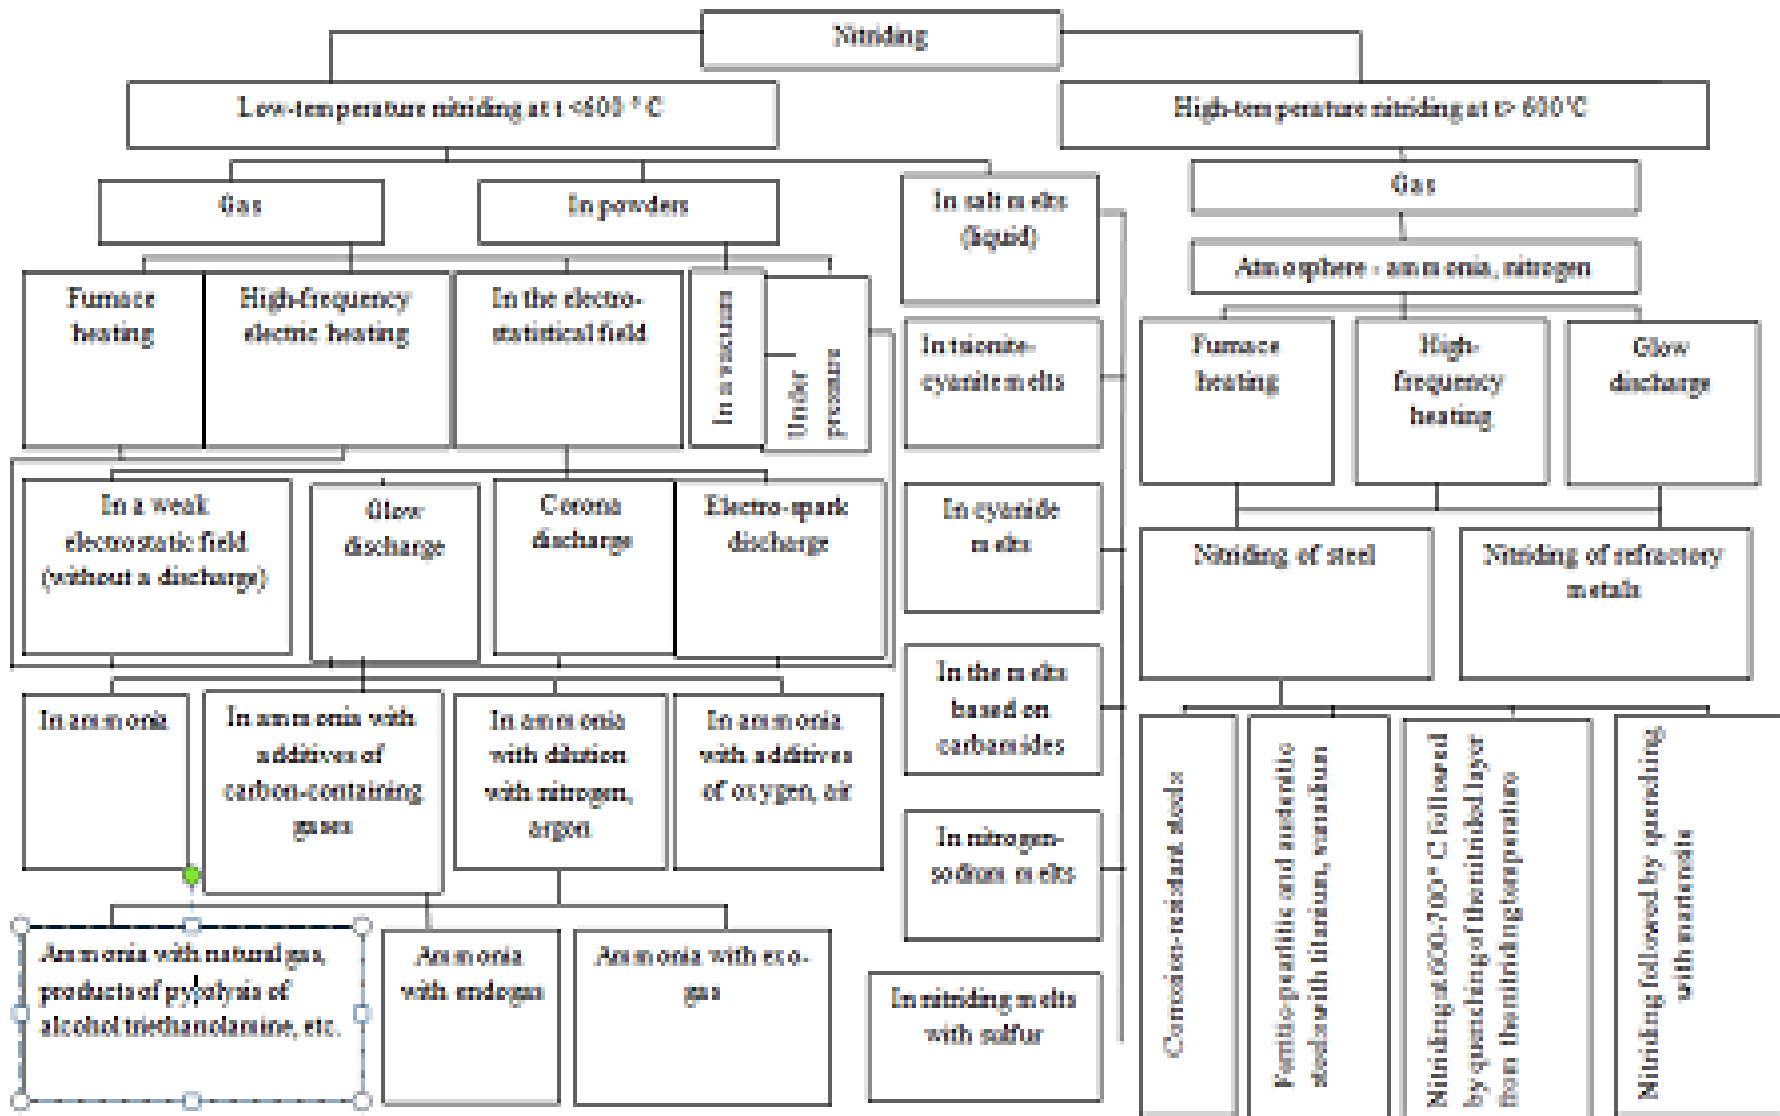 Nitriding
Low-temperature nitriding at t <600 ° C
High-temperature nitriding at t> 600°C
Gas
In powders
In salt melts
(liquid)
Gas
Atmosphere - ammonia, nitrogen
Furnace
heating
High-frequency
electric heating
In the electro-
statistical field
In a vacuum
Under
pressure
In tsionite-
cyanite melts
Furnace
heating
High-
frequency
heating
Glow
discharge
In a weak
electrostatic field
(without a discharge)
Glow
discharge
Corona
discharge
Electro-spark
discharge
In cyanide
melts
Nitriding of steel
Nitriding of refractory
metals
In the melts
based on
carbamides
In ammonia
In ammonia with
additives of
carbon-containing
gases
In ammonia
with dilution
with nitrogen,
argon
In ammonia
with additives
of oxygen, air
In nitrogen-
sodium melts
Ammonia with natural gas,
products of pyrolysis of
alcohol triethanolamine, etc.
Ammonia
with endogas
Ammonia with exo-
gas
In nitriding melts
with sulfur
Corrosion-resistant steels
Ferritic-pearlitic and austenitic
steels with titanium, vanadium
Nitriding at 600-700° C followed
by quenching of the nitrided layer
from the nitriding temperature
Nitriding followed by quenching
with martensite